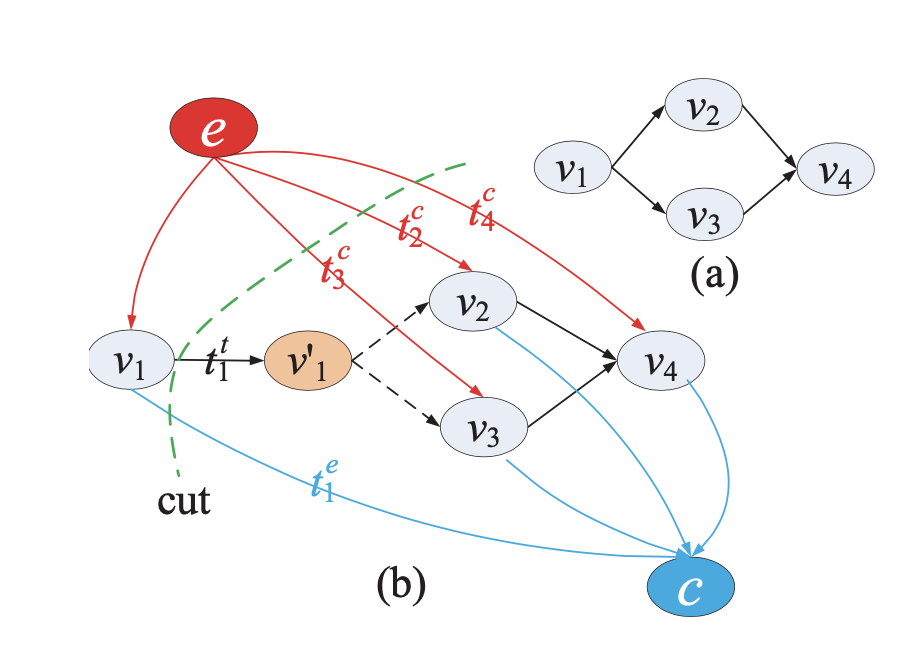 e
v₂
v₁
v₄
v₃
(a)
t₄ᶜ
t₂ᶜ
t₃ᶜ
v₂
v₁
t₁ᵗ
v'₁
v₄
v₃
t₁ᵉ
cut
(b)
c